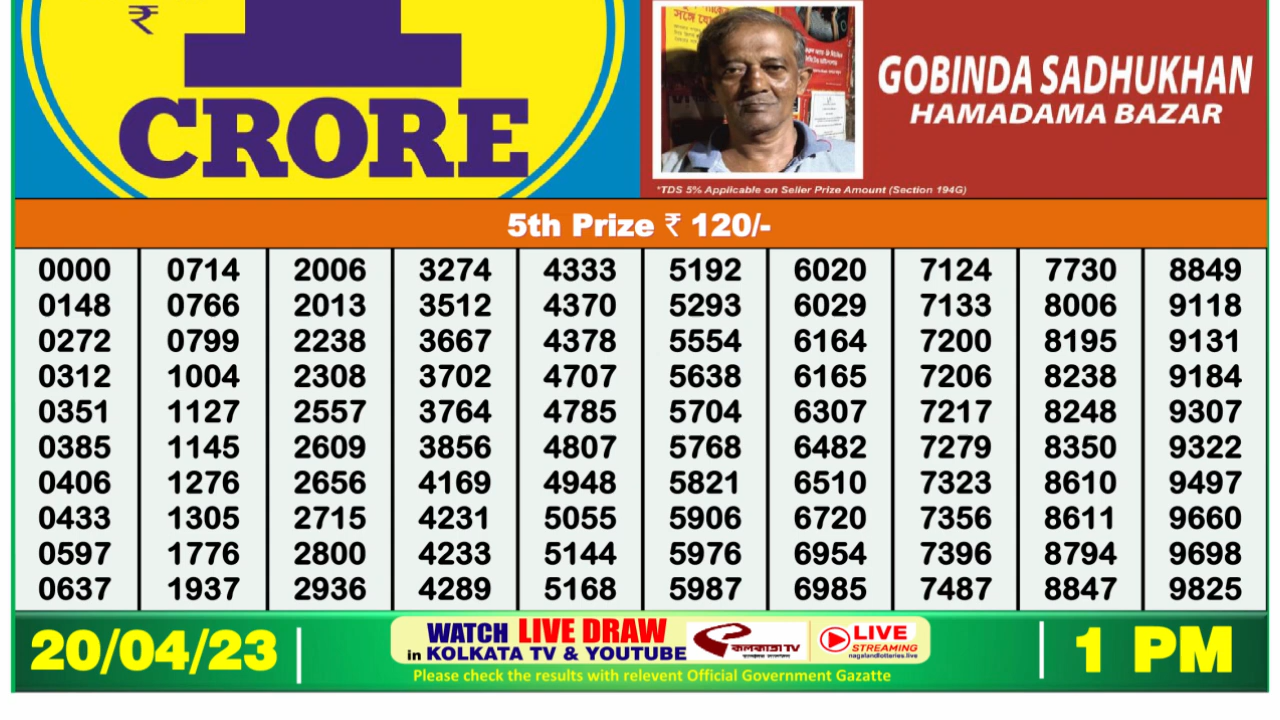 ₹
1
CRORE
সঙ্গে যো
GOBINDA SADHUKHAN
HAMADAMA BAZAR
*TDS 5% Applicable on Seller Prize Amount (Section 194G)
5th Prize ₹ 120/-
0000 0714 2006 3274 4333 5192 6020 7124 7730 8849
0148 0766 2013 3512 4370 5293 6029 7133 8006 9118
0272 0799 2238 3667 4378 5554 6164 7200 8195 9131
0312 1004 2308 3702 4707 5638 6165 7206 8238 9184
0351 1127 2557 3764 4785 5704 6307 7217 8248 9307
0385 1145 2609 3856 4807 5768 6482 7279 8350 9322
0406 1276 2656 4169 4948 5821 6510 7323 8610 9497
0433 1305 2715 4231 5055 5906 6720 7356 8611 9660
0597 1776 2800 4233 5144 5976 6954 7396 8794 9698
0637 1937 2936 4289 5168 5987 6985 7487 8847 9825
20/04/23
WATCH LIVE DRAW
in KOLKATA TV & YOUTUBE
কলকাতা TV
LIVE
STREAMING
nagalandlotteries.live
Please check the results with relevent Official Government Gazatte
1 PM